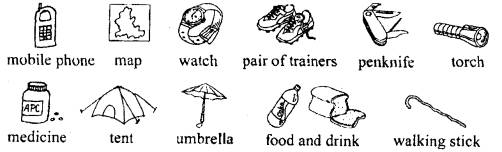 mobile phone map watch pair of trainers penknife torch
APC
medicine tent umbrella food and drink walking stick